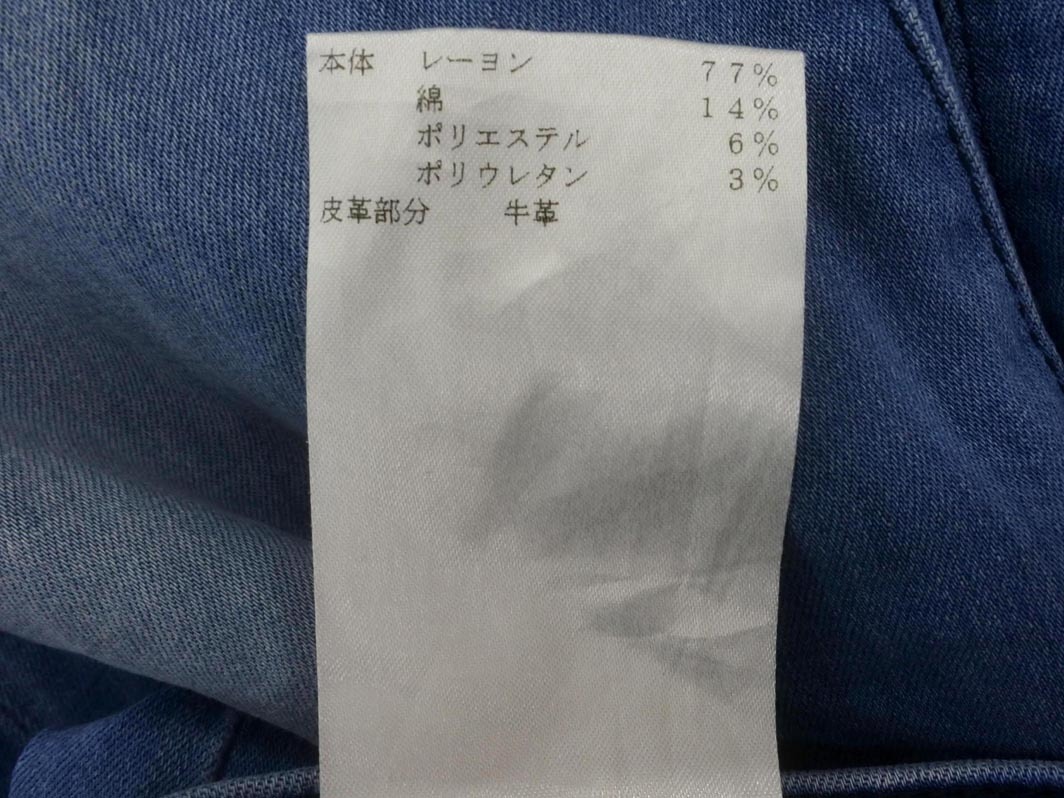 本体 レーヨン 77%
綿 14%
ポリエステル 6%
ポリウレタン 3%
皮革部分 牛革